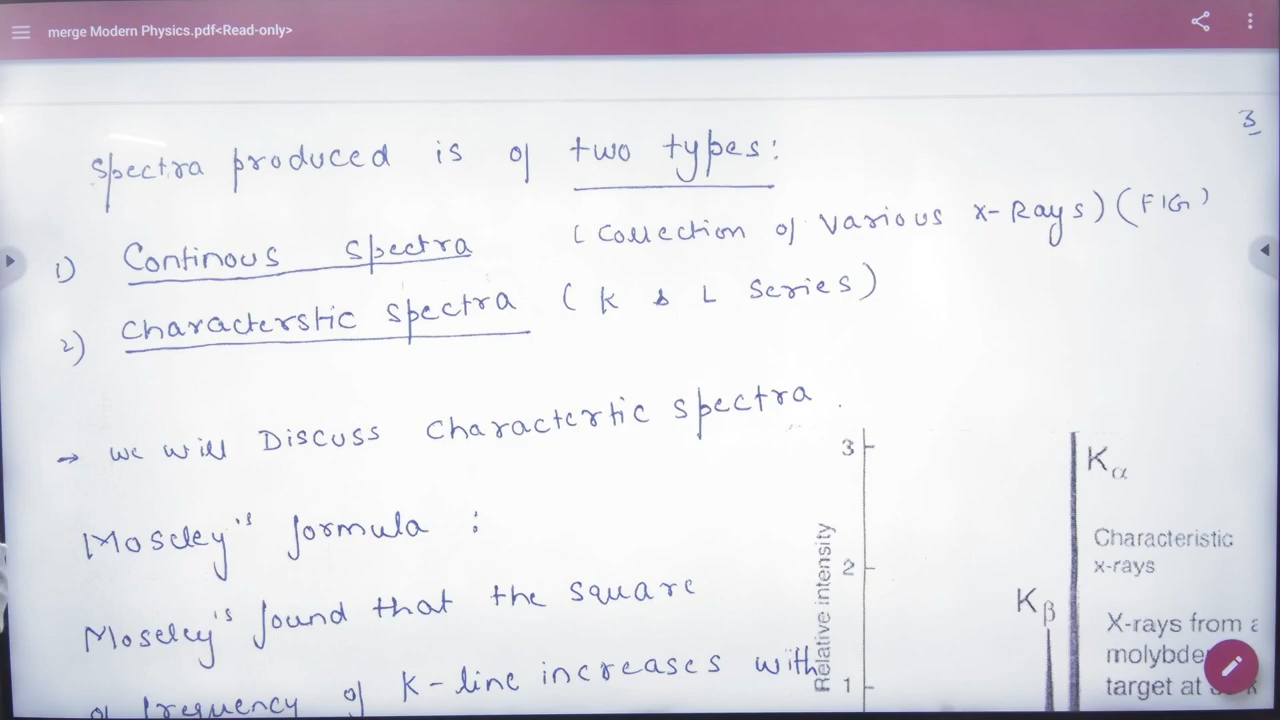 merge Modern Physics.pdf<Read-only>
3
Spectra produced is of two types:
1) Continous spectra (Collection of Various X-Rays) (FIG)
2) Characterstic spectra ( K & L Series)
→ We will Discuss Charactertic spectra .
Moseley's formula :
Moseley's found that the square
of frequency of K-line increases with
3
2
1
Relative intensity
Kα
Characteristic
x-rays
Kβ
X-rays from a
molybde
target at